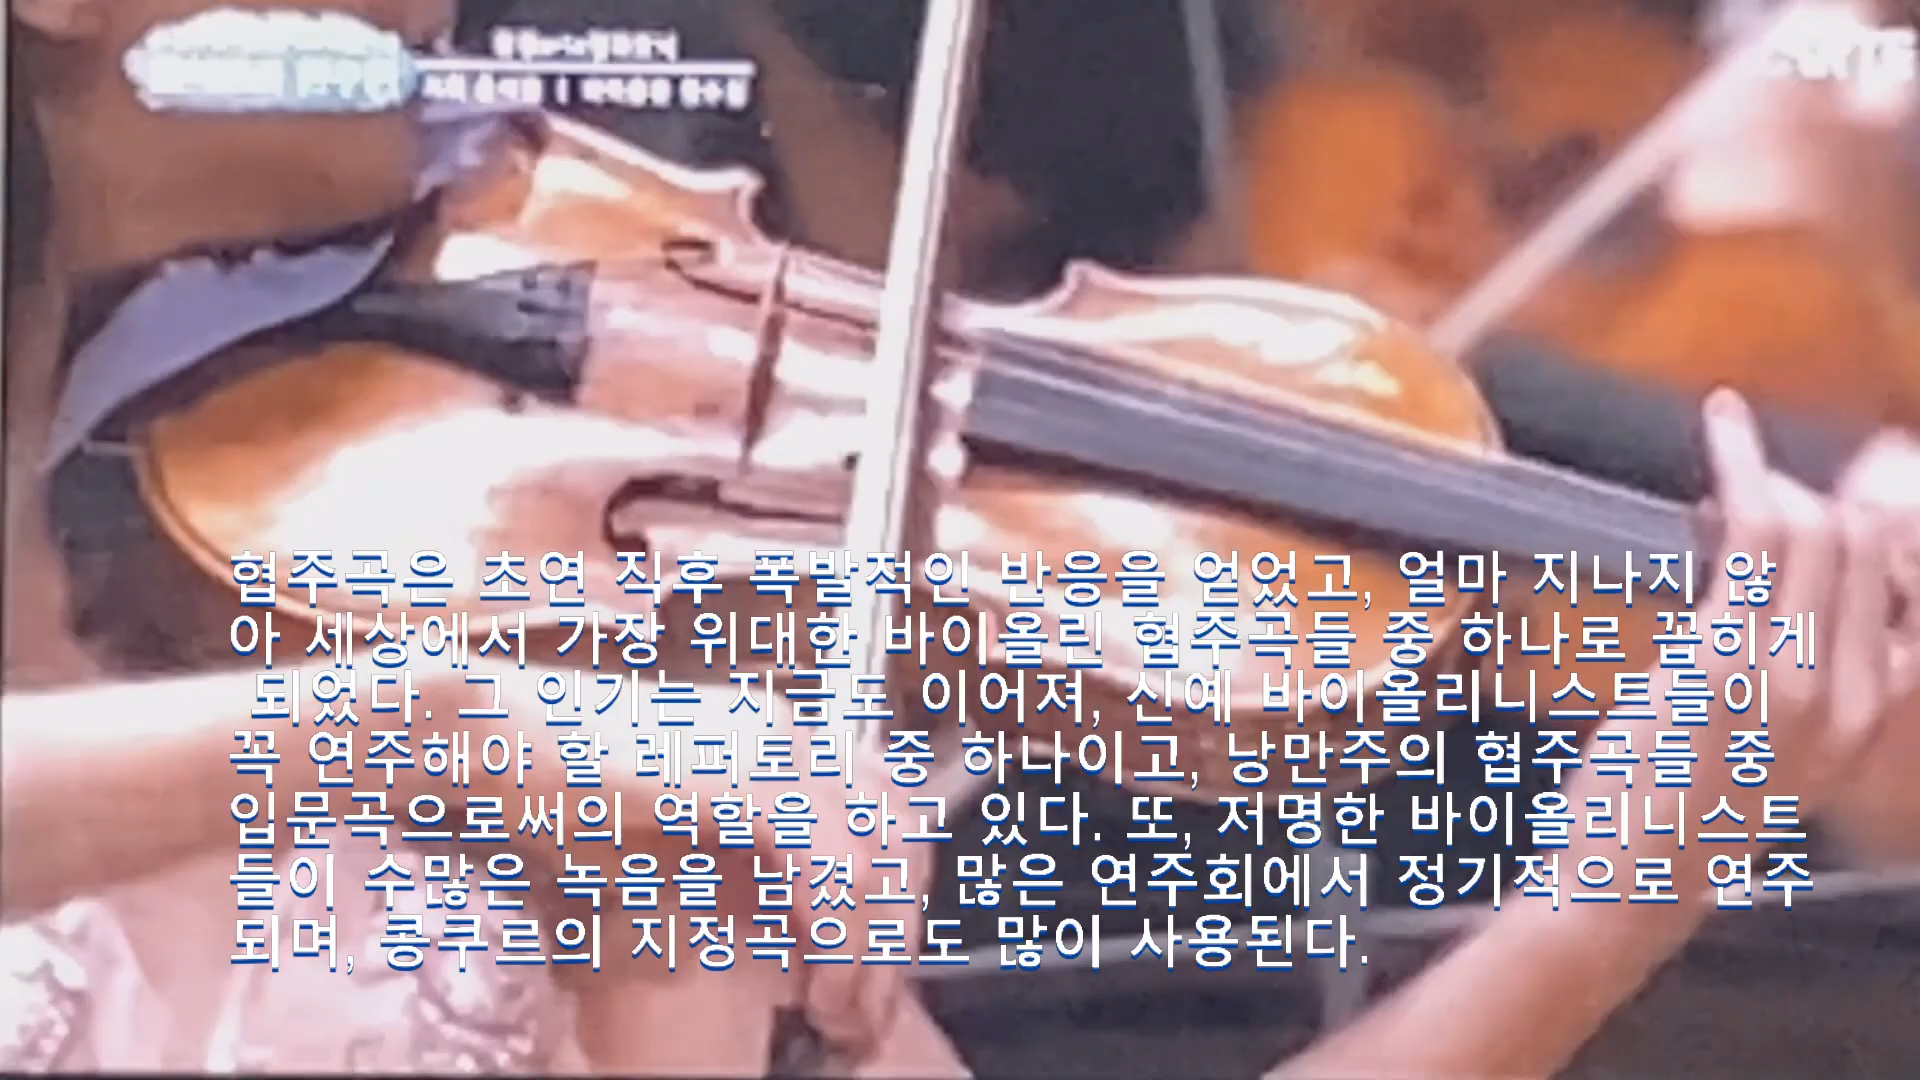 협주곡은 초연 직후 폭발적인 반응을 얻었고, 얼마 지나지 않
아 세상에서 가장 위대한 바이올린 협주곡들 중 하나로 꼽히게
되었다. 그 인기는 지금도 이어져, 신예 바이올리니스트들이
꼭 연주해야 할 레퍼토리 중 하나이고, 낭만주의 협주곡들 중
입문곡으로써의 역할을 하고 있다. 또, 저명한 바이올리니스트
들이 수많은 녹음을 남겼고, 많은 연주회에서 정기적으로 연주
되며, 콩쿠르의 지정곡으로도 많이 사용된다.